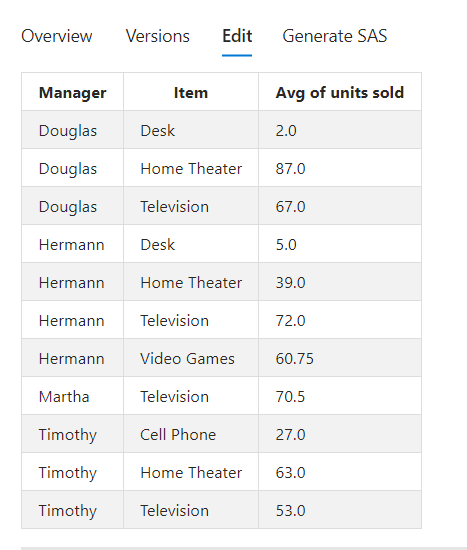 Overview Versions Edit Generate SAS
Manager Item Avg of units sold
Douglas Desk 2.0
Douglas Home Theater 87.0
Douglas Television 67.0
Hermann Desk 5.0
Hermann Home Theater 39.0
Hermann Television 72.0
Hermann Video Games 60.75
Martha Television 70.5
Timothy Cell Phone 27.0
Timothy Home Theater 63.0
Timothy Television 53.0